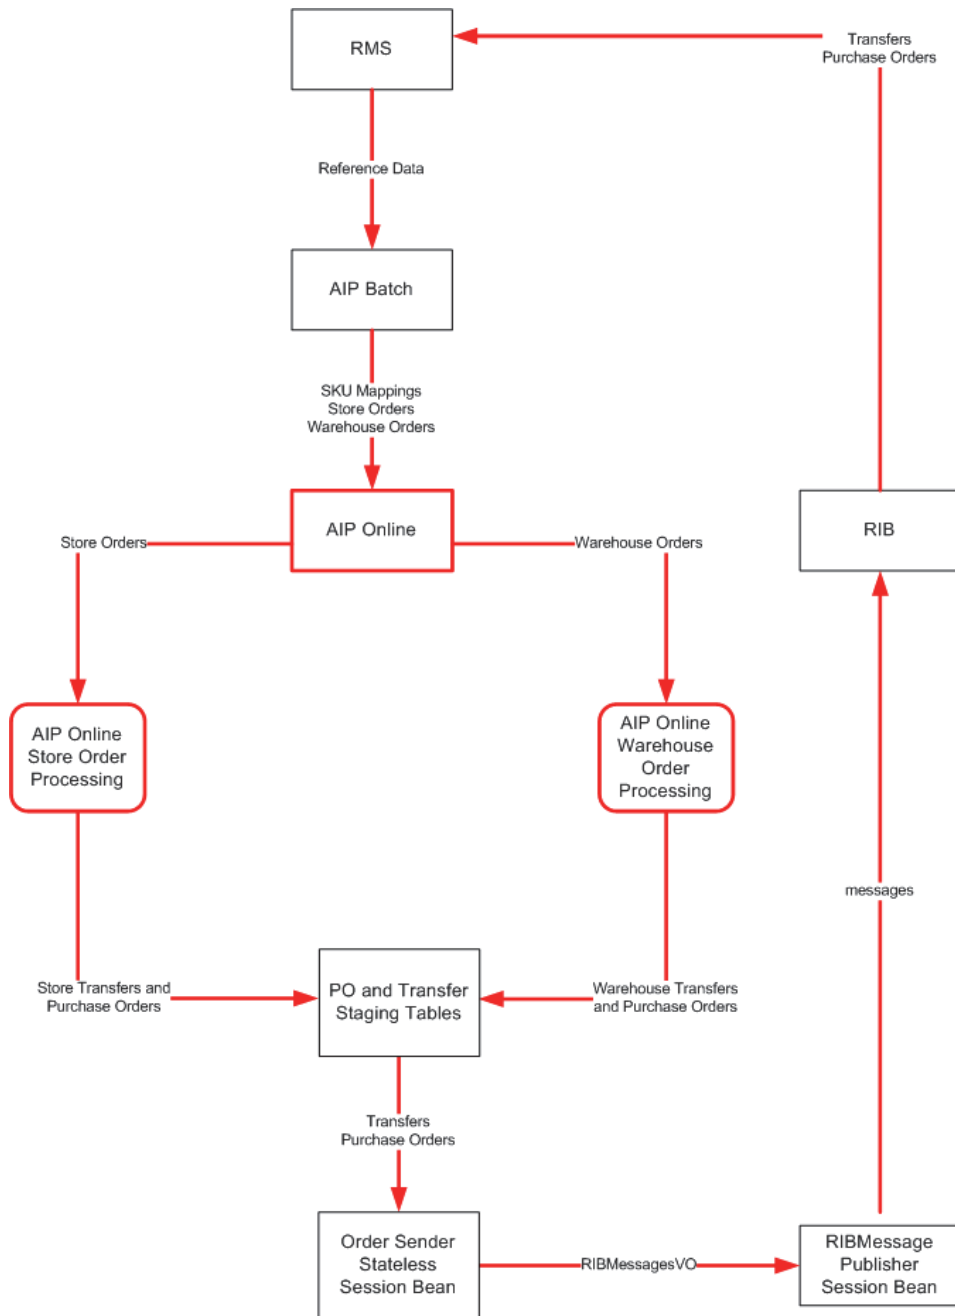 RMS
Transfers
Purchase Orders
Reference Data
AIP Batch
SKU Mappings
Store Orders
Warehouse Orders
AIP Online
Store Orders
Warehouse Orders
RIB
AIP Online
Store Order
Processing
AIP Online
Warehouse
Order
Processing
messages
Store Transfers and
Purchase Orders
PO and Transfer
Staging Tables
Warehouse Transfers
and Purchase Orders
Transfers
Purchase Orders
Order Sender
Stateless
Session Bean
RIBMessagesVO
RIBMessage
Publisher
Session Bean